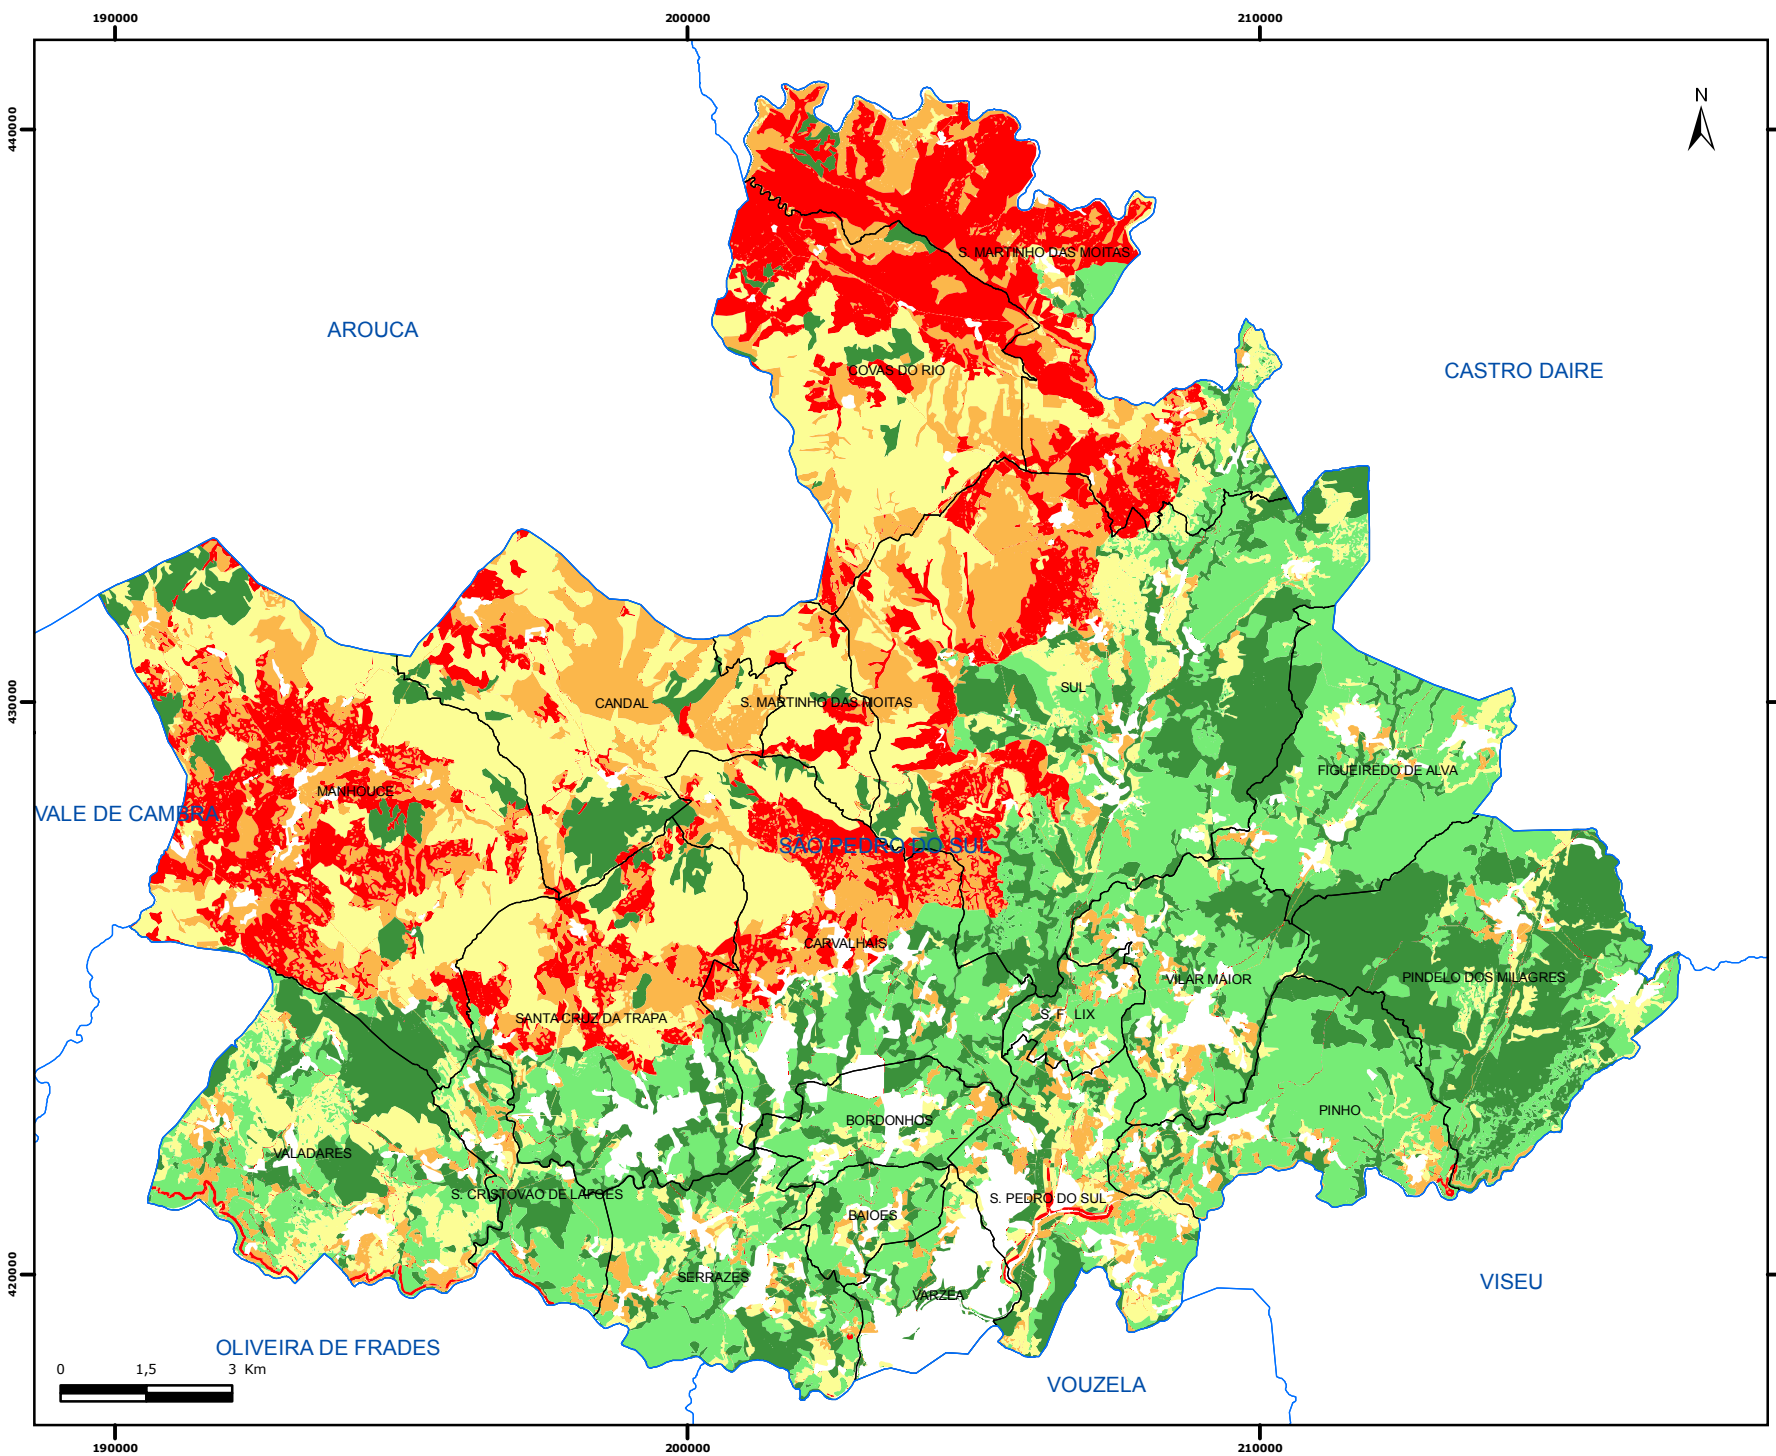 190000
200000
210000
N
440000
S. MARTINHO DAS MOITAS
AROUCA
COVAS DO RIO
CASTRO DAIRE
430000
SUL
CANDAL
S. MARTINHO DAS MOITAS
FIGUEIREDO DE ALVA
MANHOUCE
VALE DE CAMBRA
SÃO PEDRO DO SUL
CARVALHAIS
VILAR MAIOR
PINDELO DOS MILAGRES
SANTA CRUZ DA TRAPA
S. F. LIX
PINHO
BORDONHOS
VALADARES
S. CRISTOVAO DE LAFOES
S. PEDRO DO SUL
BAIOES
420000
SERRAZES
VARZEA
VISEU
OLIVEIRA DE FRADES
VOUZELA
0 1,5 3 Km
190000
200000
210000